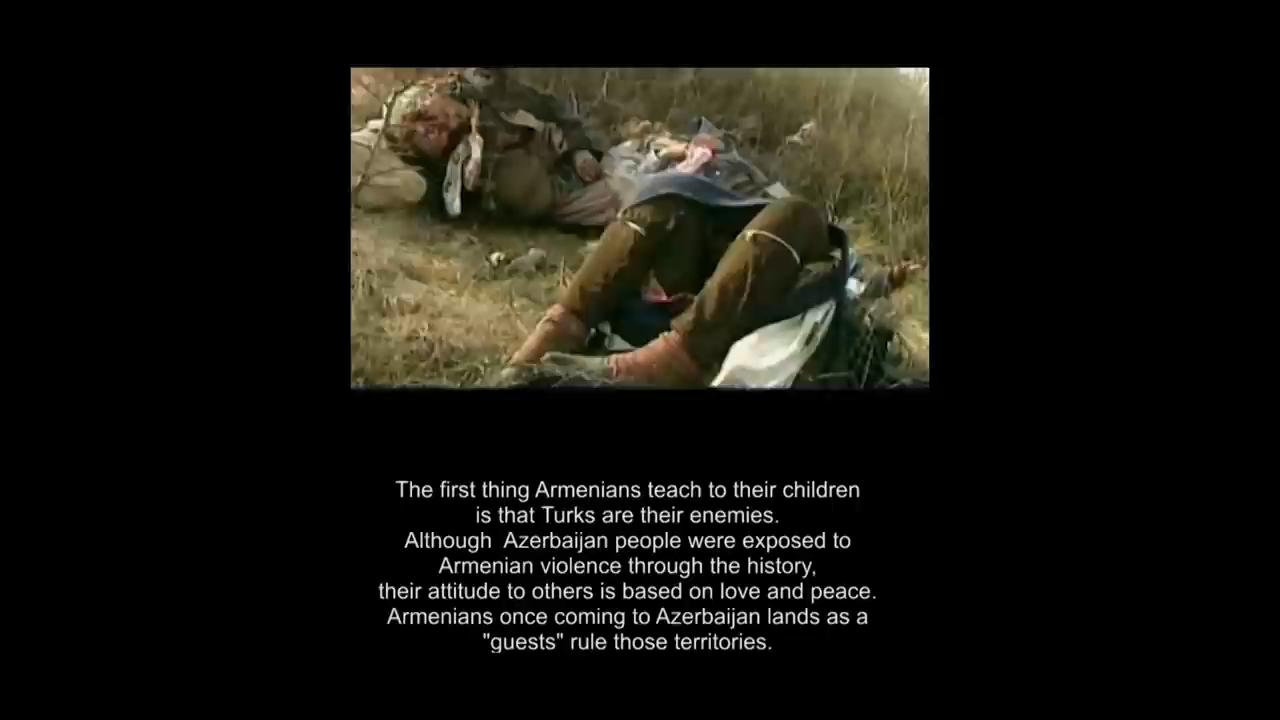 The first thing Armenians teach to their children
is that Turks are their enemies.
Although  Azerbaijan people were exposed to
Armenian violence through the history,
their attitude to others is based on love and peace.
Armenians once coming to Azerbaijan lands as a
"guests" rule those territories.